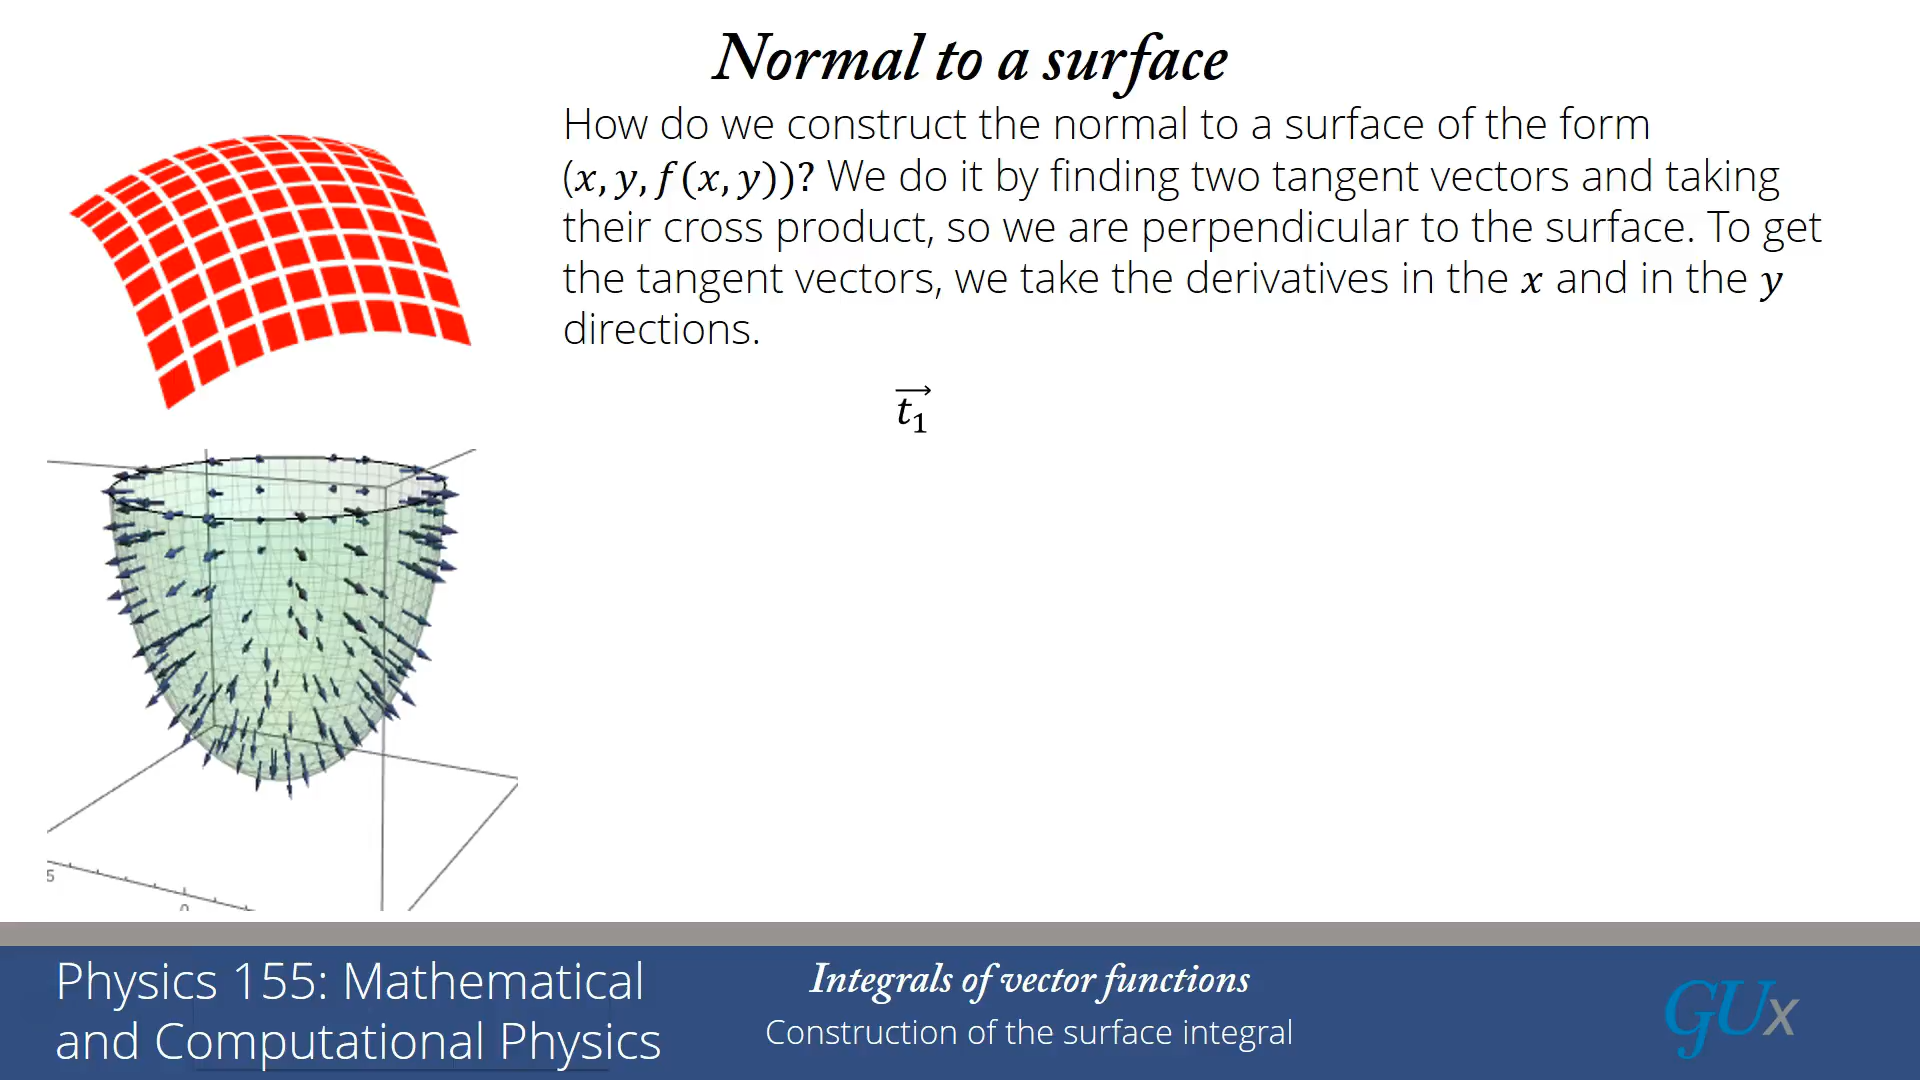 Normal to a surface
How do we construct the normal to a surface of the form
(x, y, f(x, y))? We do it by finding two tangent vectors and taking
their cross product, so we are perpendicular to the surface. To get
the tangent vectors, we take the derivatives in the x and in the y
directions.
t₁⃗
5
0
Physics 155: Mathematical
and Computational Physics
Integrals of vector functions
Construction of the surface integral
GUx